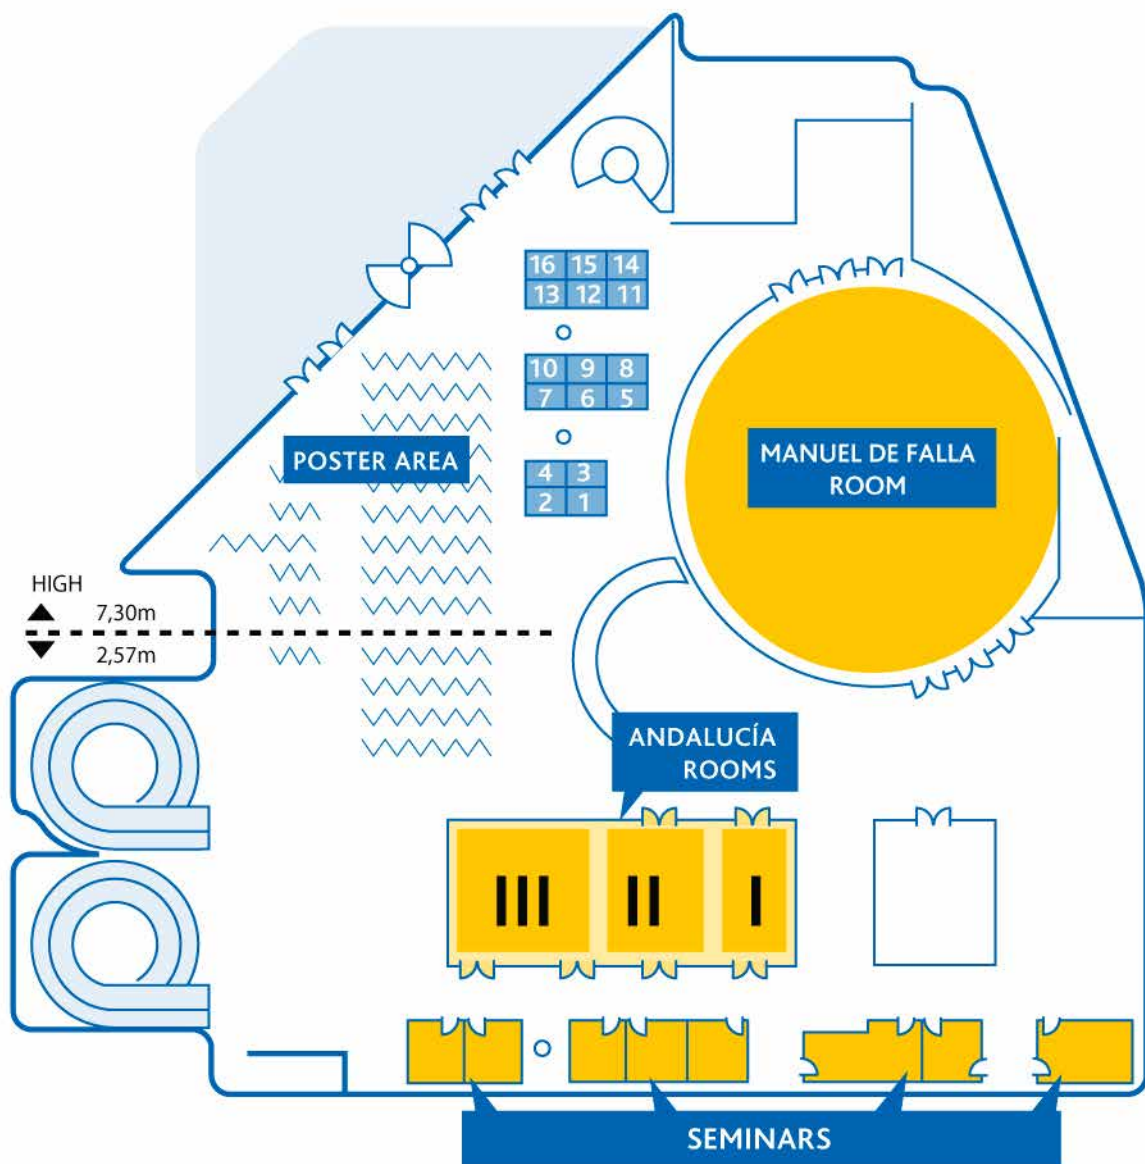 16 15 14
13 12 11
10 9 8
7 6 5
POSTER AREA
MANUEL DE FALLA
ROOM
4 3
2 1
HIGH
7,30m
2,57m
ANDALUCÍA
ROOMS
III II I
SEMINARS